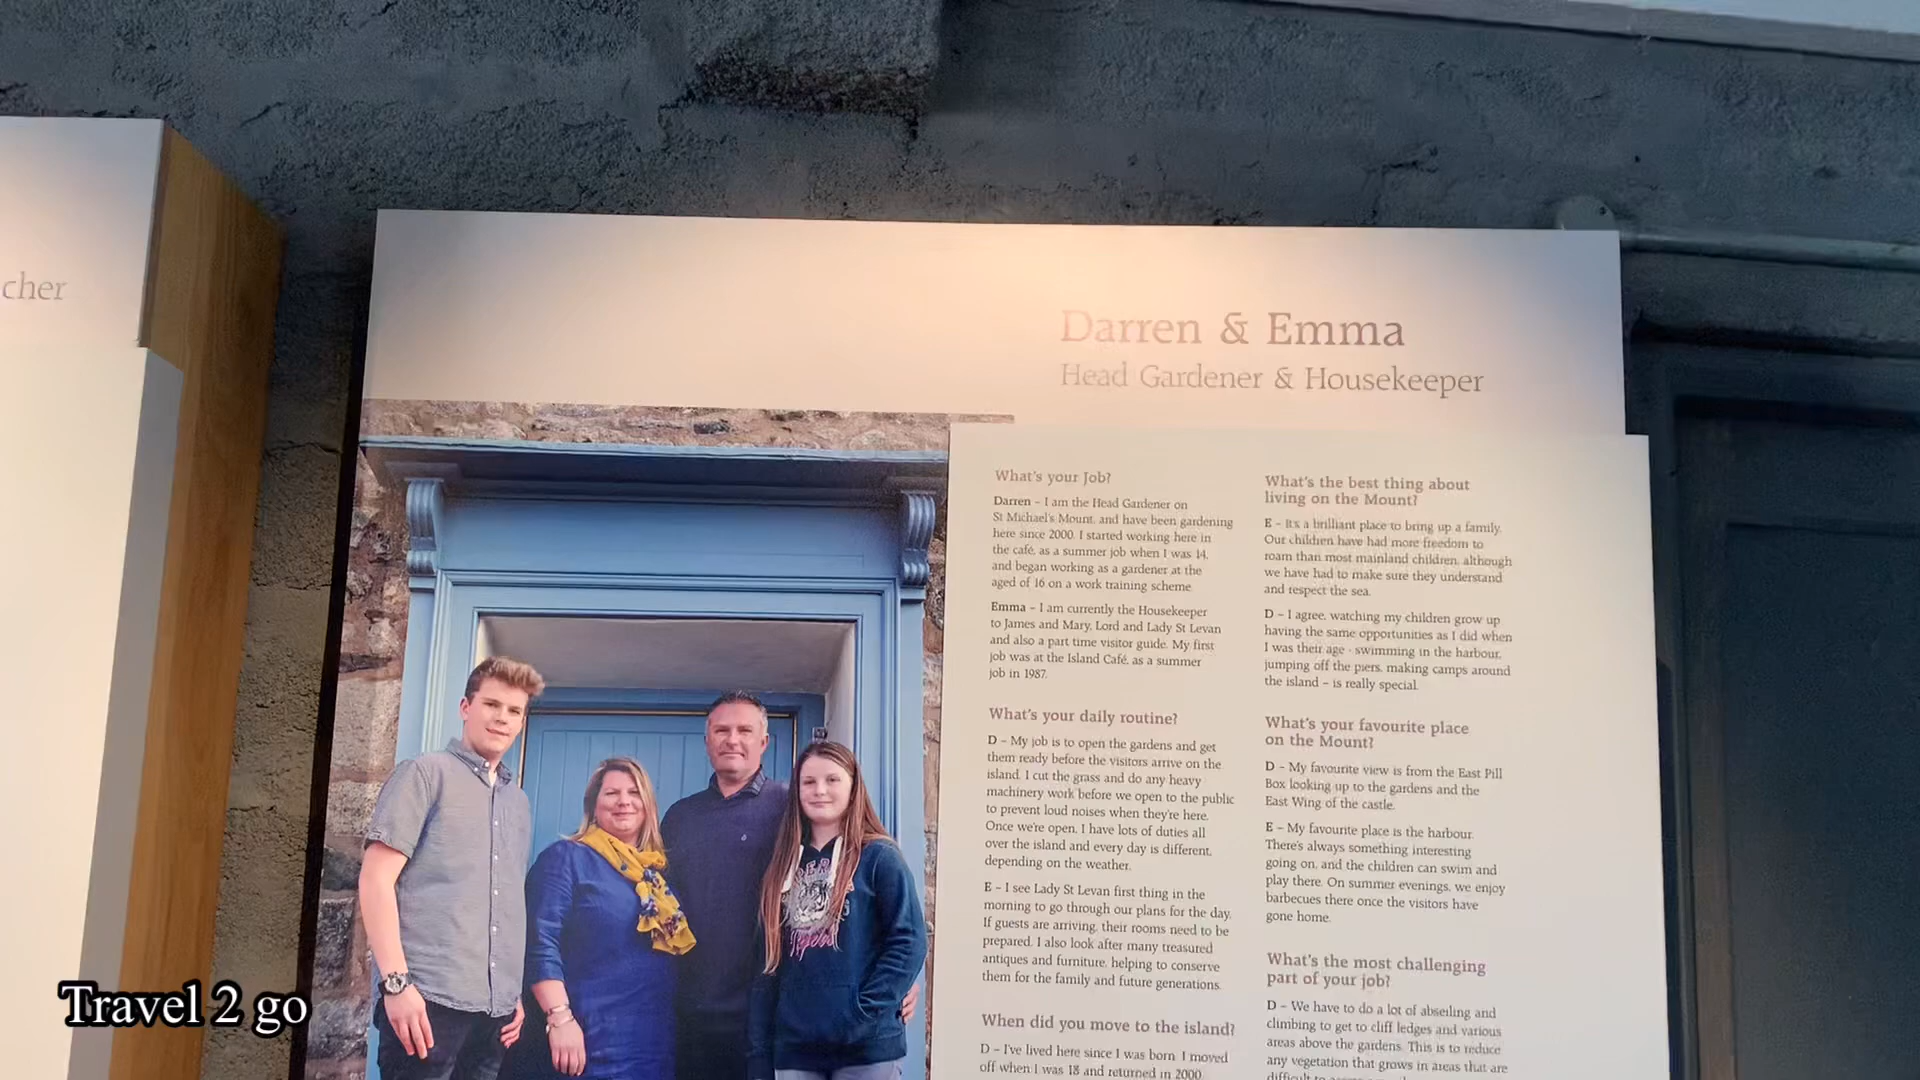 cher
Darren & Emma
Head Gardener & Housekeeper
What's your Job?
Darren – I am the Head Gardener on
St Michael's Mount, and have been gardening
here since 2000. I started working here in
the café, as a summer job when I was 14,
and began working as a gardener at the
aged of 16 on a work training scheme.
Emma – I am currently the Housekeeper
to James and Mary, Lord and Lady St Levan
and also a part time visitor guide. My first
job was at the Island Café, as a summer
job in 1987.
What's your daily routine?
D – My job is to open the gardens and get
them ready before the visitors arrive on the
island. I cut the grass and do any heavy
machinery work before we open to the public
to prevent loud noises when they're here.
Once we're open, I have lots of duties all
over the island and every day is different,
depending on the weather.
E – I see Lady St Levan first thing in the
morning to go through our plans for the day.
If guests are arriving, their rooms need to be
prepared. I also look after many treasured
antiques and furniture, helping to conserve
them for the family and future generations.
When did you move to the island?
D – I've lived here since I was born. I moved
off when I was 18 and returned in 2000.
What's the best thing about
living on the Mount?
E – It's a brilliant place to bring up a family.
Our children have had more freedom to
roam than most mainland children, although
we have had to make sure they understand
and respect the sea.
D – I agree, watching my children grow up
having the same opportunities as I did when
I was their age - swimming in the harbour,
jumping off the piers, making camps around
the island – is really special.
What's your favourite place
on the Mount?
D – My favourite view is from the East Pill
Box looking up to the gardens and the
East Wing of the castle.
E – My favourite place is the harbour.
There's always something interesting
going on, and the children can swim and
play there. On summer evenings, we enjoy
barbecues there once the visitors have
gone home.
What's the most challenging
part of your job?
D – We have to do a lot of abseiling and
climbing to get to cliff ledges and various
areas above the gardens. This is to reduce
any vegetation that grows in areas that are
difficult to
Travel 2 go